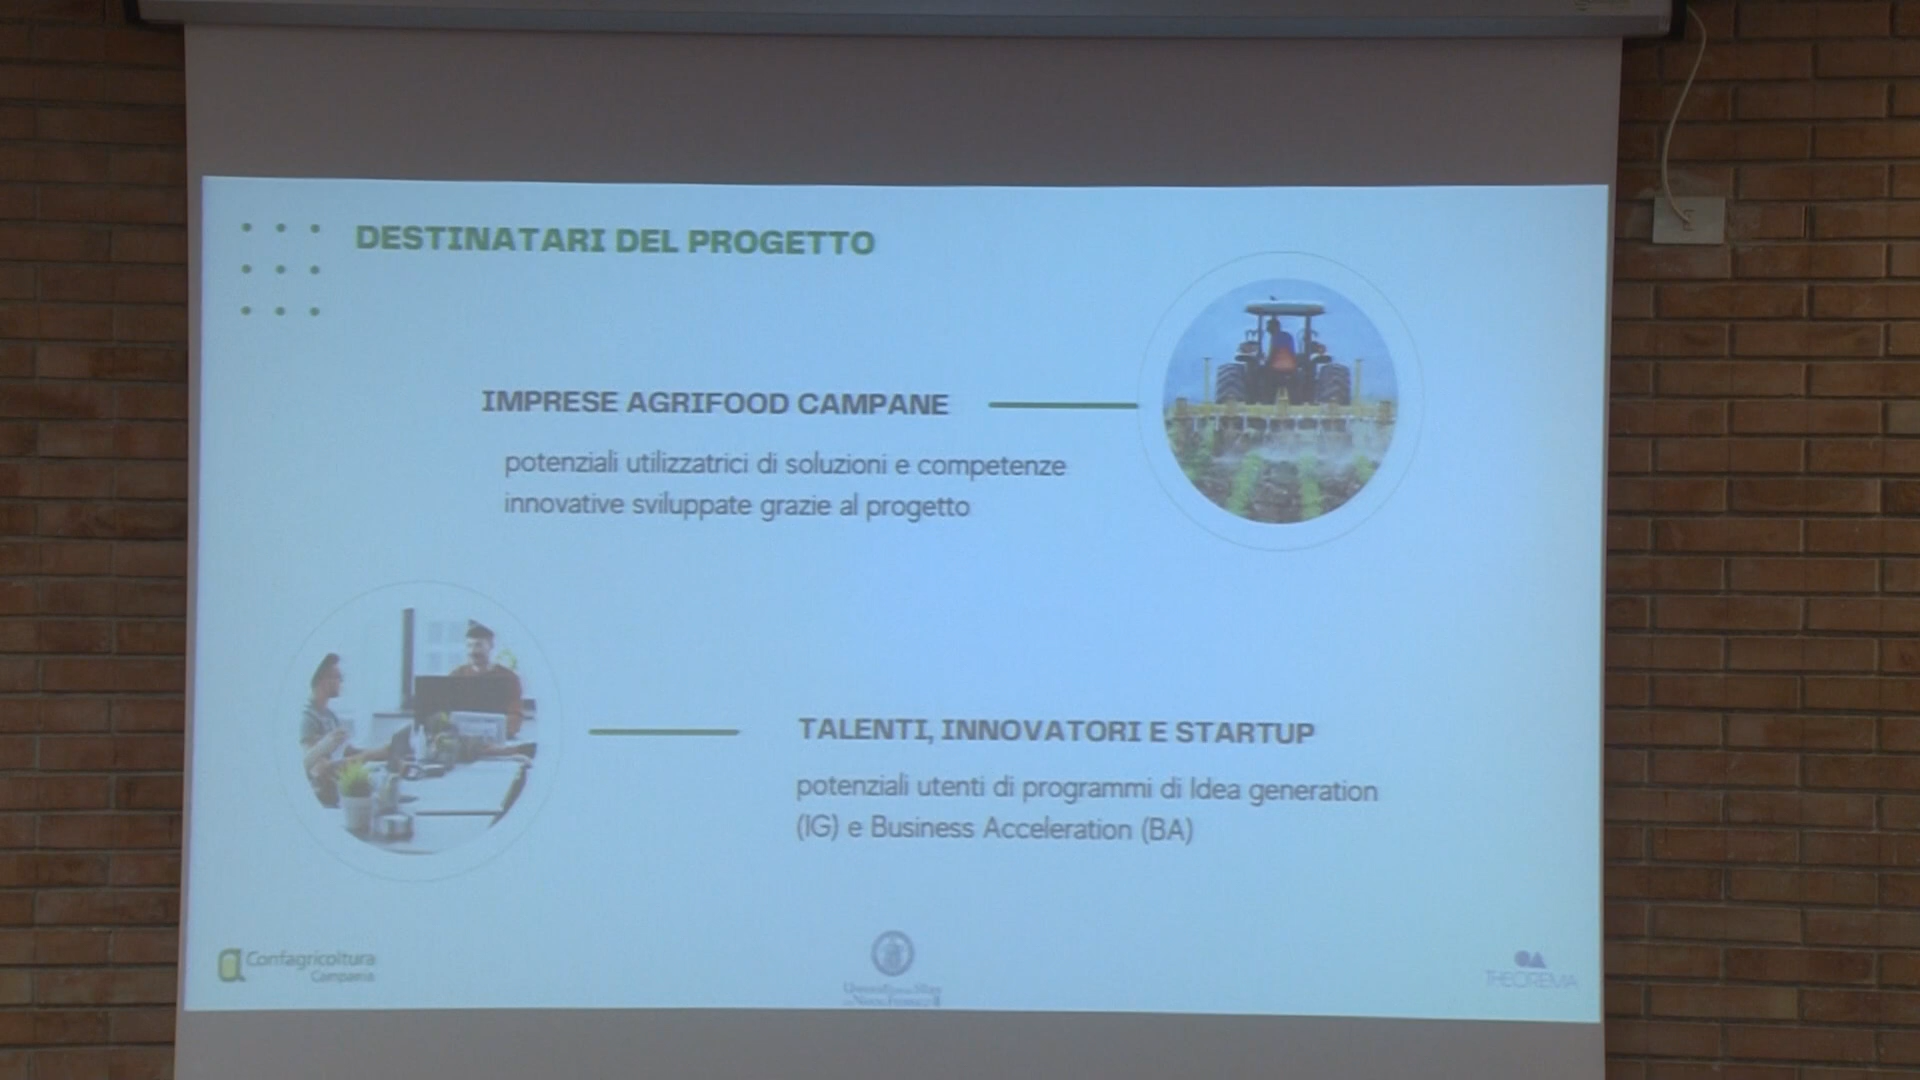 DESTINATARI DEL PROGETTO
IMPRESE AGRIFOOD CAMPANE
potenziali utilizzatrici di soluzioni e competenze
innovative sviluppate grazie al progetto
TALENTI, INNOVATORI E STARTUP
potenziali utenti di programmi di Idea generation
(IG) e Business Acceleration (BA)
Confagricoltura
Campania
THEOREMA